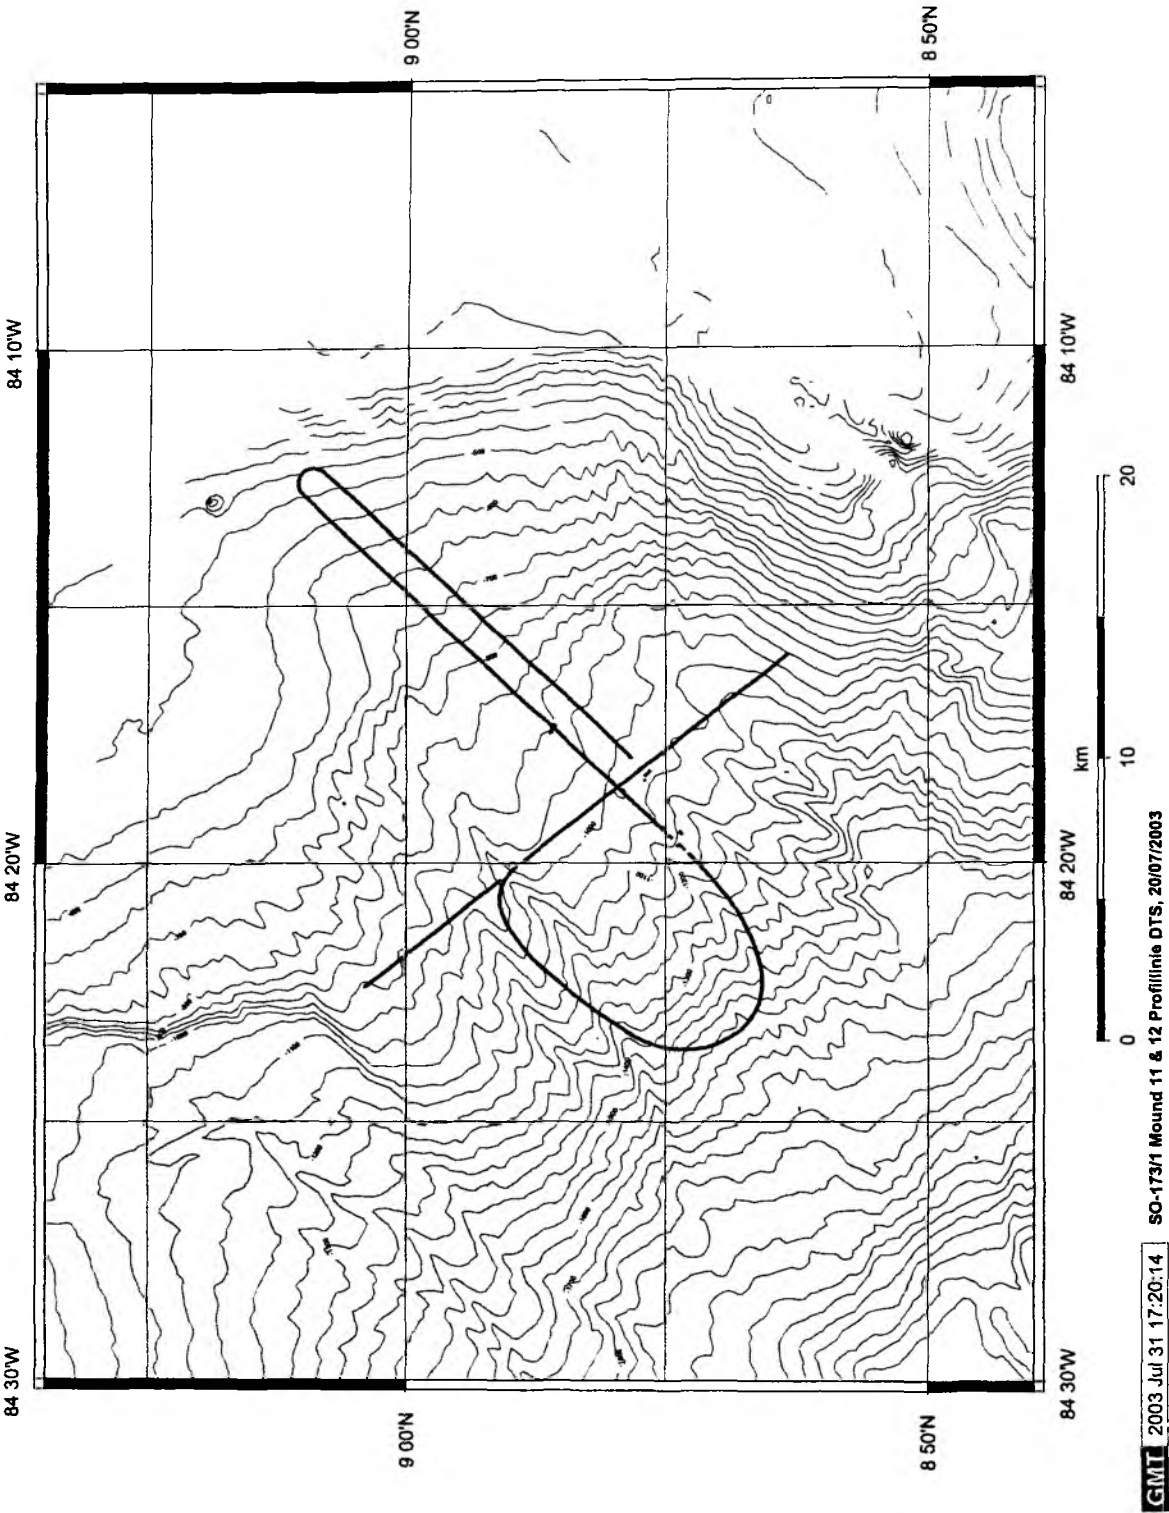 84 30'W
84 20'W
84 10'W
9 00'N
8 50'N
9 00'N
8 50'N
84 30'W
84 20'W
84 10'W
km
0
10
20
GMT 2003 Jul 31 17:20:14 SO-173/1 Mound 11 & 12 Profillinie DTS, 20/07/2003